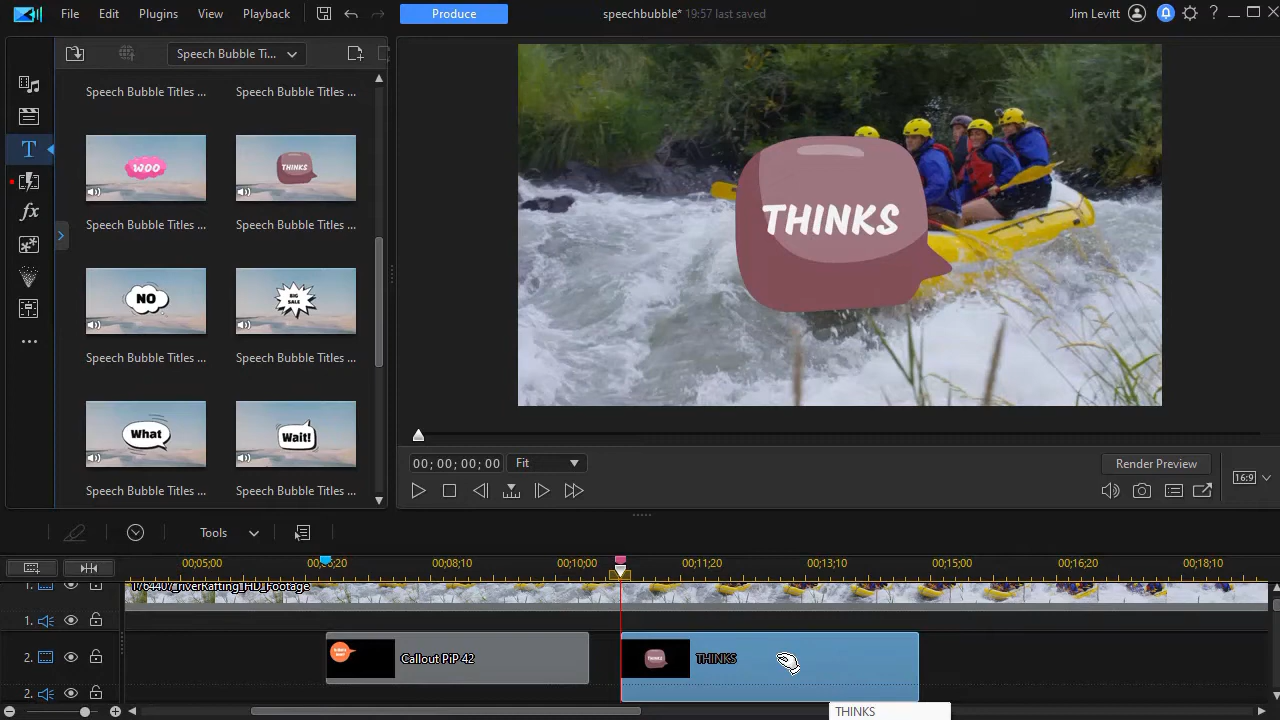 File Edit Plugins View Playback Produce speechbubble* 19:57 last saved Jim Levitt
Speech Bubble Ti...
Speech Bubble Titles ... Speech Bubble Titles ...
WOO THINKS
Speech Bubble Titles ... Speech Bubble Titles ...
NO BIG SALE
Speech Bubble Titles ... Speech Bubble Titles ...
What Wait!
Speech Bubble Titles ... Speech Bubble Titles ...
THINKS
00; 00; 00; 00 Fit Render Preview
16:9
Tools
00;05;00 00;08;10 00;10;00 00;11;20 00;13;10 00;15;00 00;16;20 00;18;10
1.
1764407_RiverRafting_HD_Footage
1.
2. Callout PiP 42 THINKS
2.
THINKS